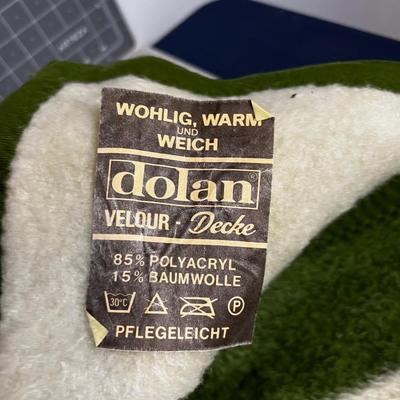 WOHLIG, WARM
UND
WEICH
dolan®
VELOUR - Decke
85% POLYACRYL
15% BAUMWOLLE
30°C P
PFLEGELEICHT